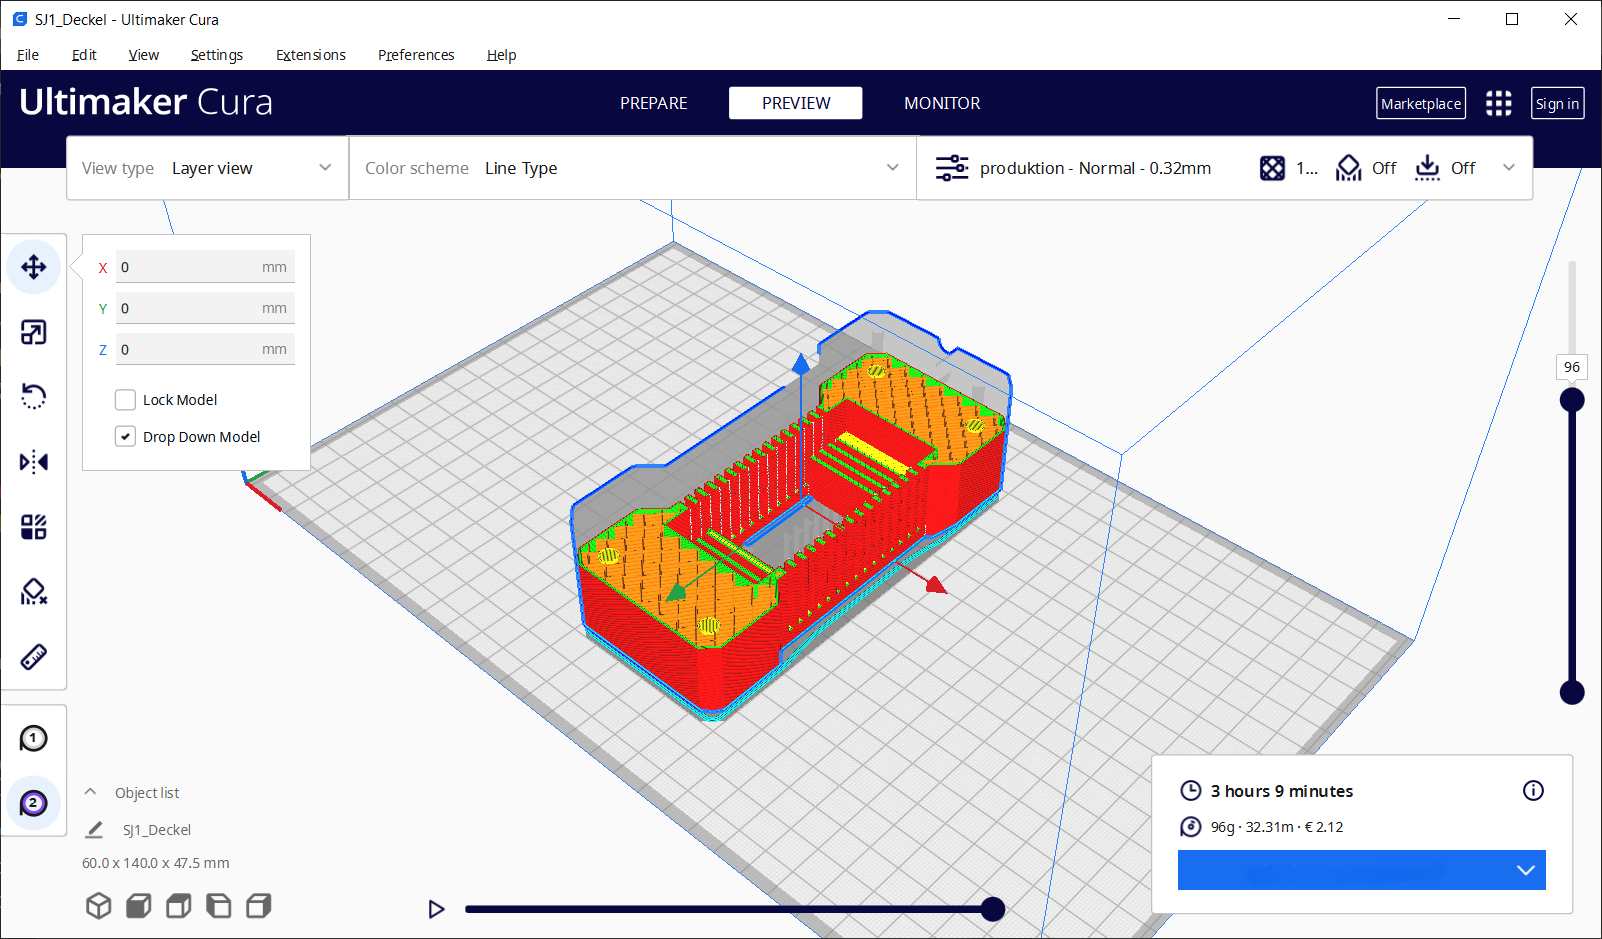 SJ1_Deckel - Ultimaker Cura
File Edit View Settings Extensions Preferences Help
Ultimaker Cura
PREPARE PREVIEW MONITOR
Marketplace Sign in
View type Layer view
Color scheme Line Type
produktion - Normal - 0.32mm 1... Off Off
X 0 mm
Y 0 mm
Z 0 mm
Lock Model
Drop Down Model
96
1
2
Object list
SJ1_Deckel
60.0 x 140.0 x 47.5 mm
3 hours 9 minutes
96g · 32.31m · € 2.12